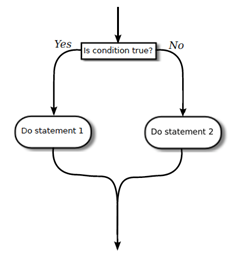 Yes
Is condition true?
No
Do statement 1
Do statement 2